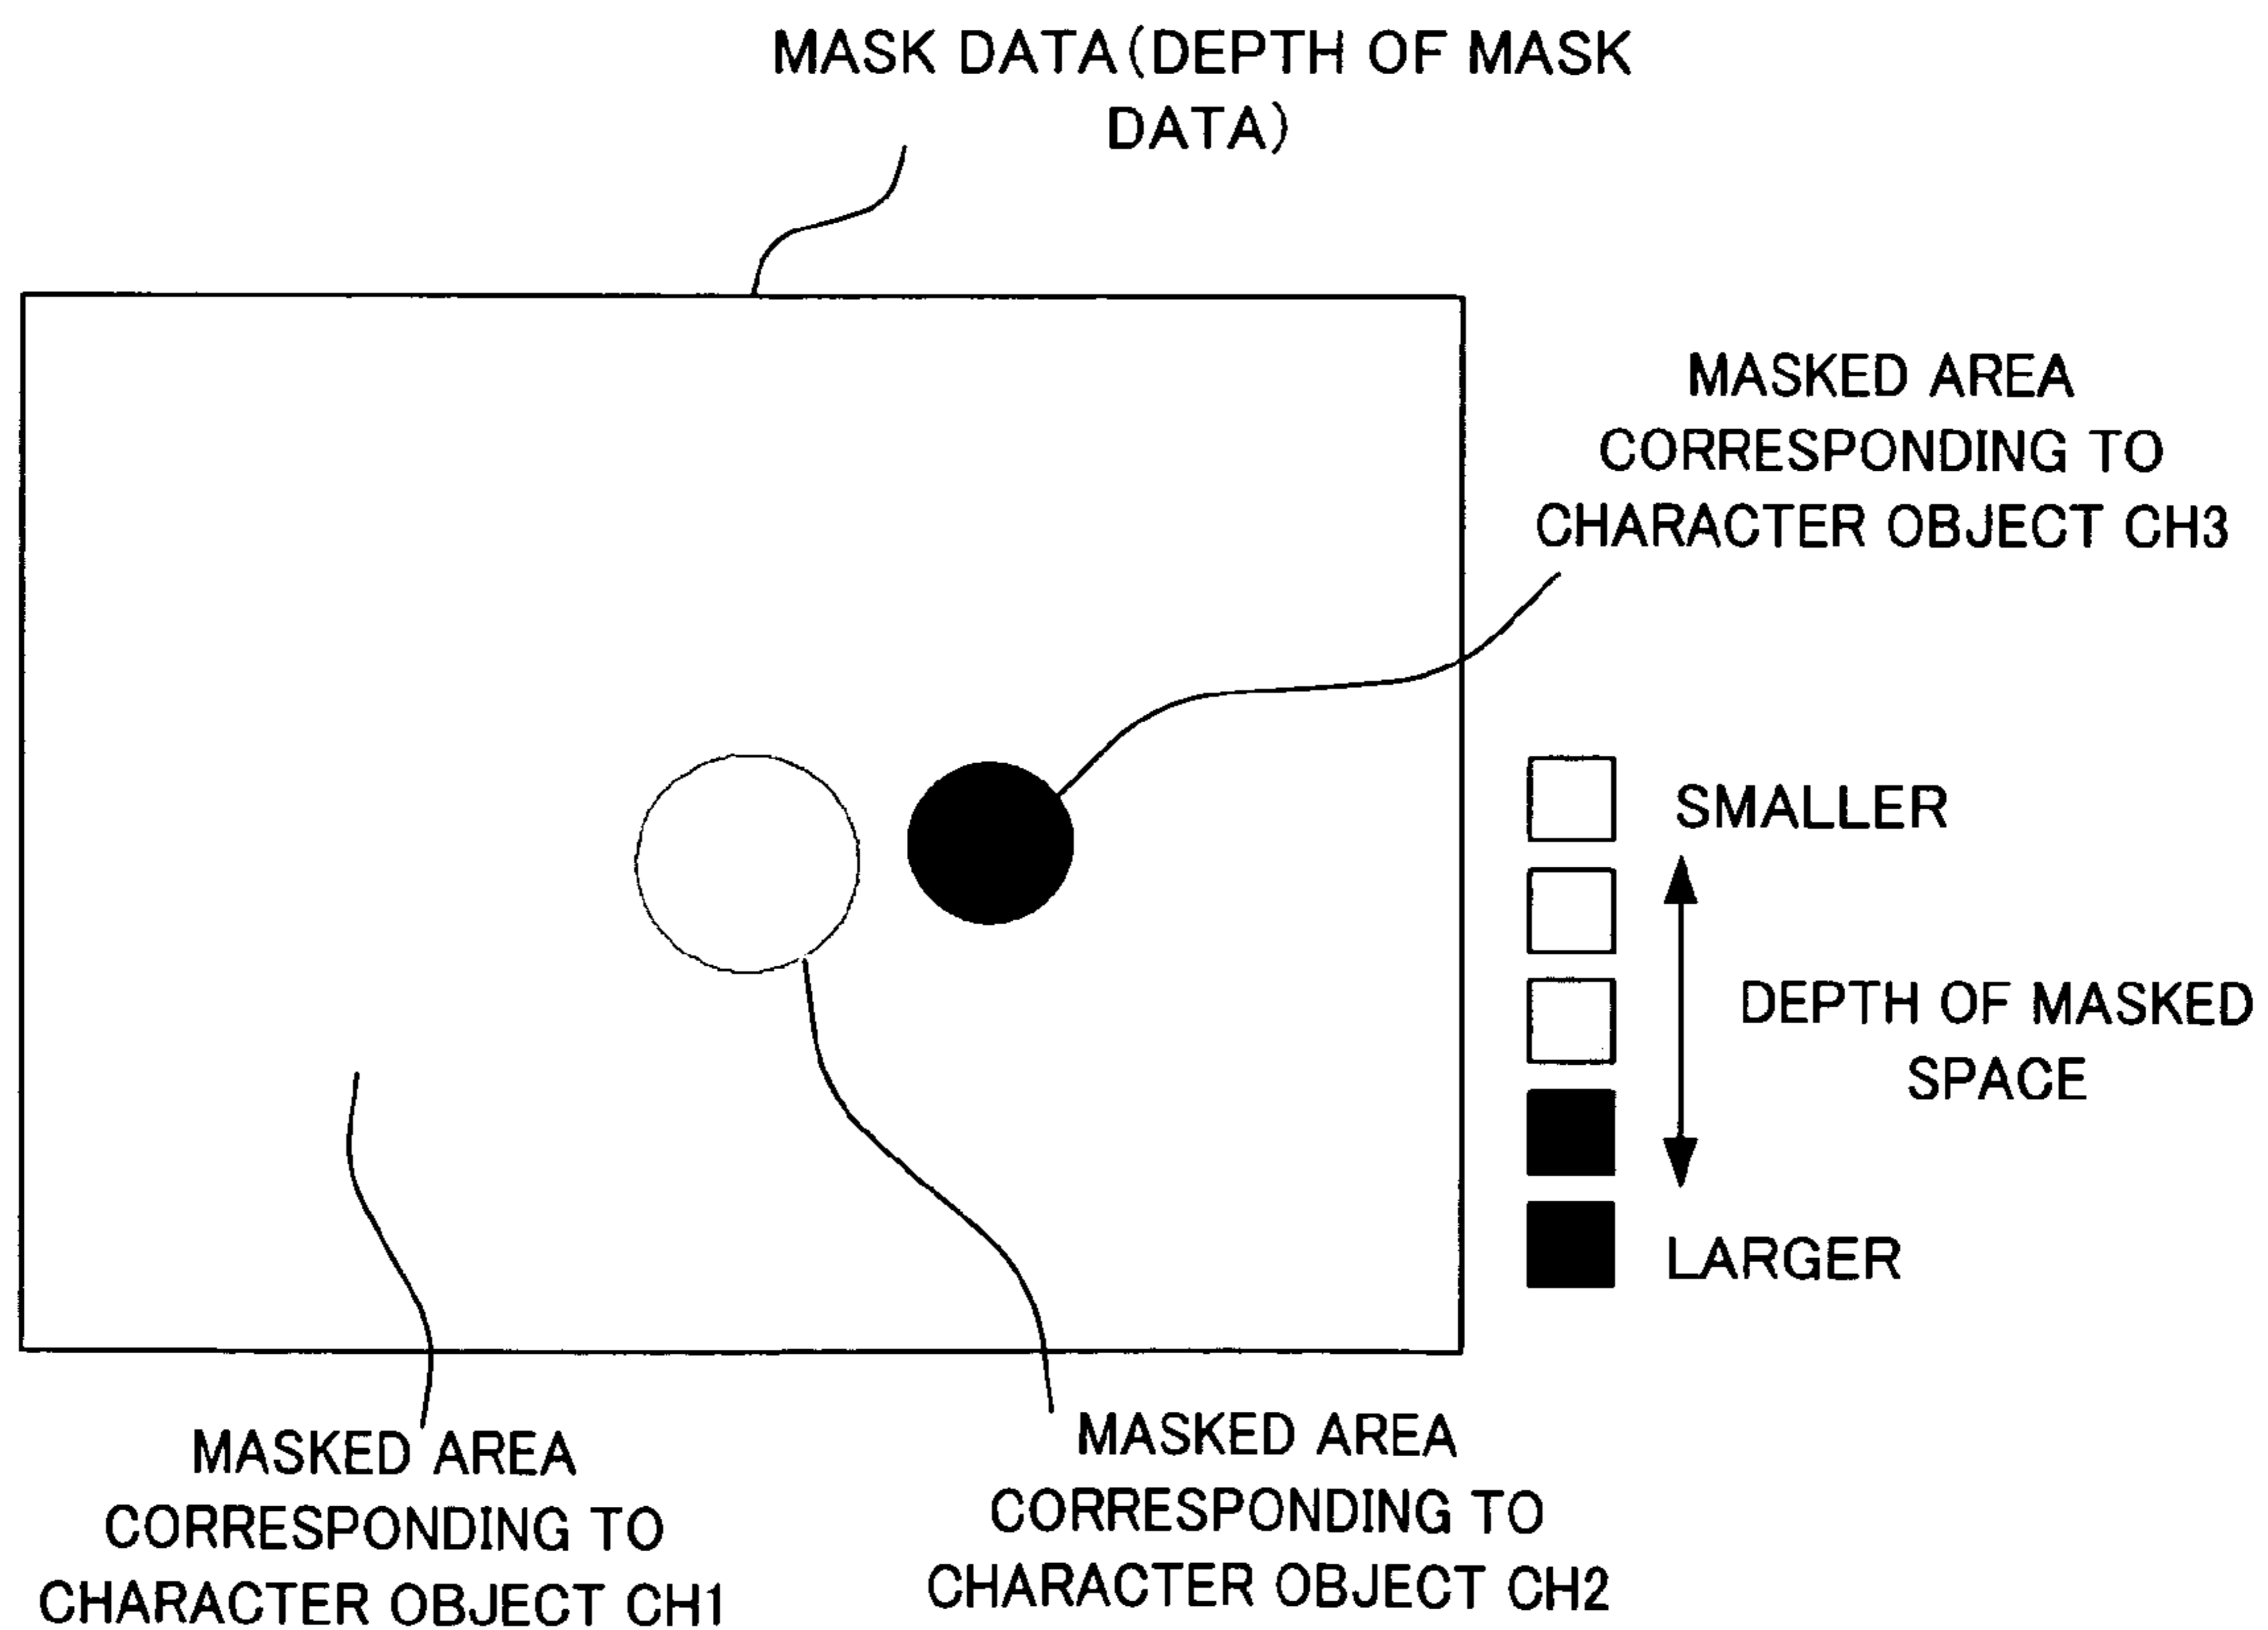 MASK DATA(DEPTH OF MASK
DATA)
MASKED AREA
CORRESPONDING TO
CHARACTER OBJECT CH3
SMALLER
DEPTH OF MASKED
SPACE
LARGER
MASKED AREA
CORRESPONDING TO
CHARACTER OBJECT CH1
MASKED AREA
CORRESPONDING TO
CHARACTER OBJECT CH2